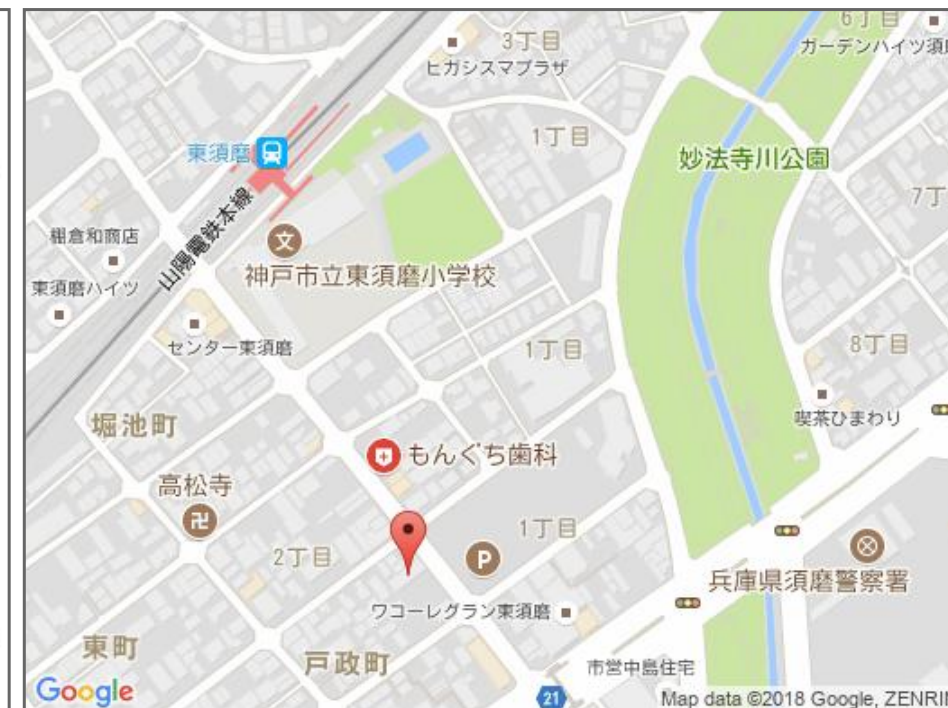 6丁目
3丁目
ガーデンハイツ須
ヒガシスマプラザ
1丁目
東須磨
妙法寺川公園
7丁
山陽電鉄本線
棚倉和商店
文
神戸市立東須磨小学校
東須磨ハイツ
センター東須磨
1丁目
8丁目
喫茶ひまわり
堀池町
もんぐち歯科
高松寺
卍
1丁目
2丁目
P
兵庫県須磨警察署
ワコーレグラン東須磨
東町
戸政町
市営中島住宅
Google
21
Map data ©2018 Google, ZENRI